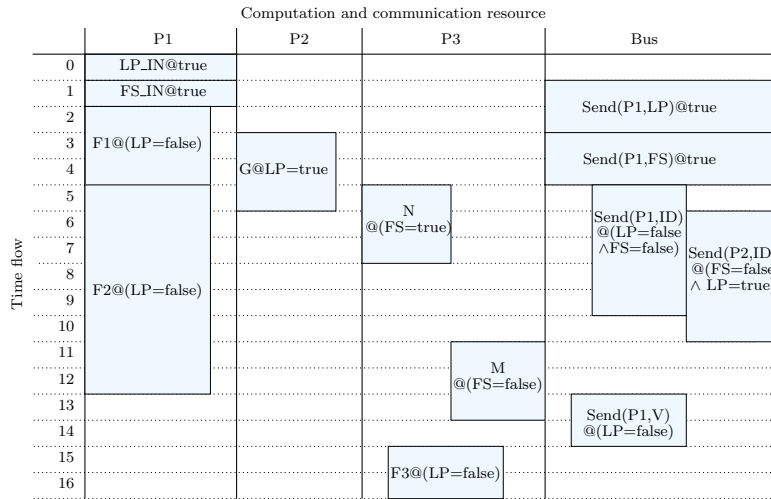 Computation and communication resource
P1 P2 P3 Bus
Time flow
0 LP_IN@true
1 FS_IN@true
2
Send(P1,LP)@true
3
F1@(LP=false)
Send(P1,FS)@true
4
G@LP=true
5
N
@(FS=true)
6
Send(P1,ID)
@(LP=false
∧FS=false)
7
Send(P2,ID
@(FS=false
∧ LP=true
8
9
F2@(LP=false)
10
11
M
@(FS=false)
12
13
Send(P1,V)
@(LP=false)
14
15
F3@(LP=false)
16